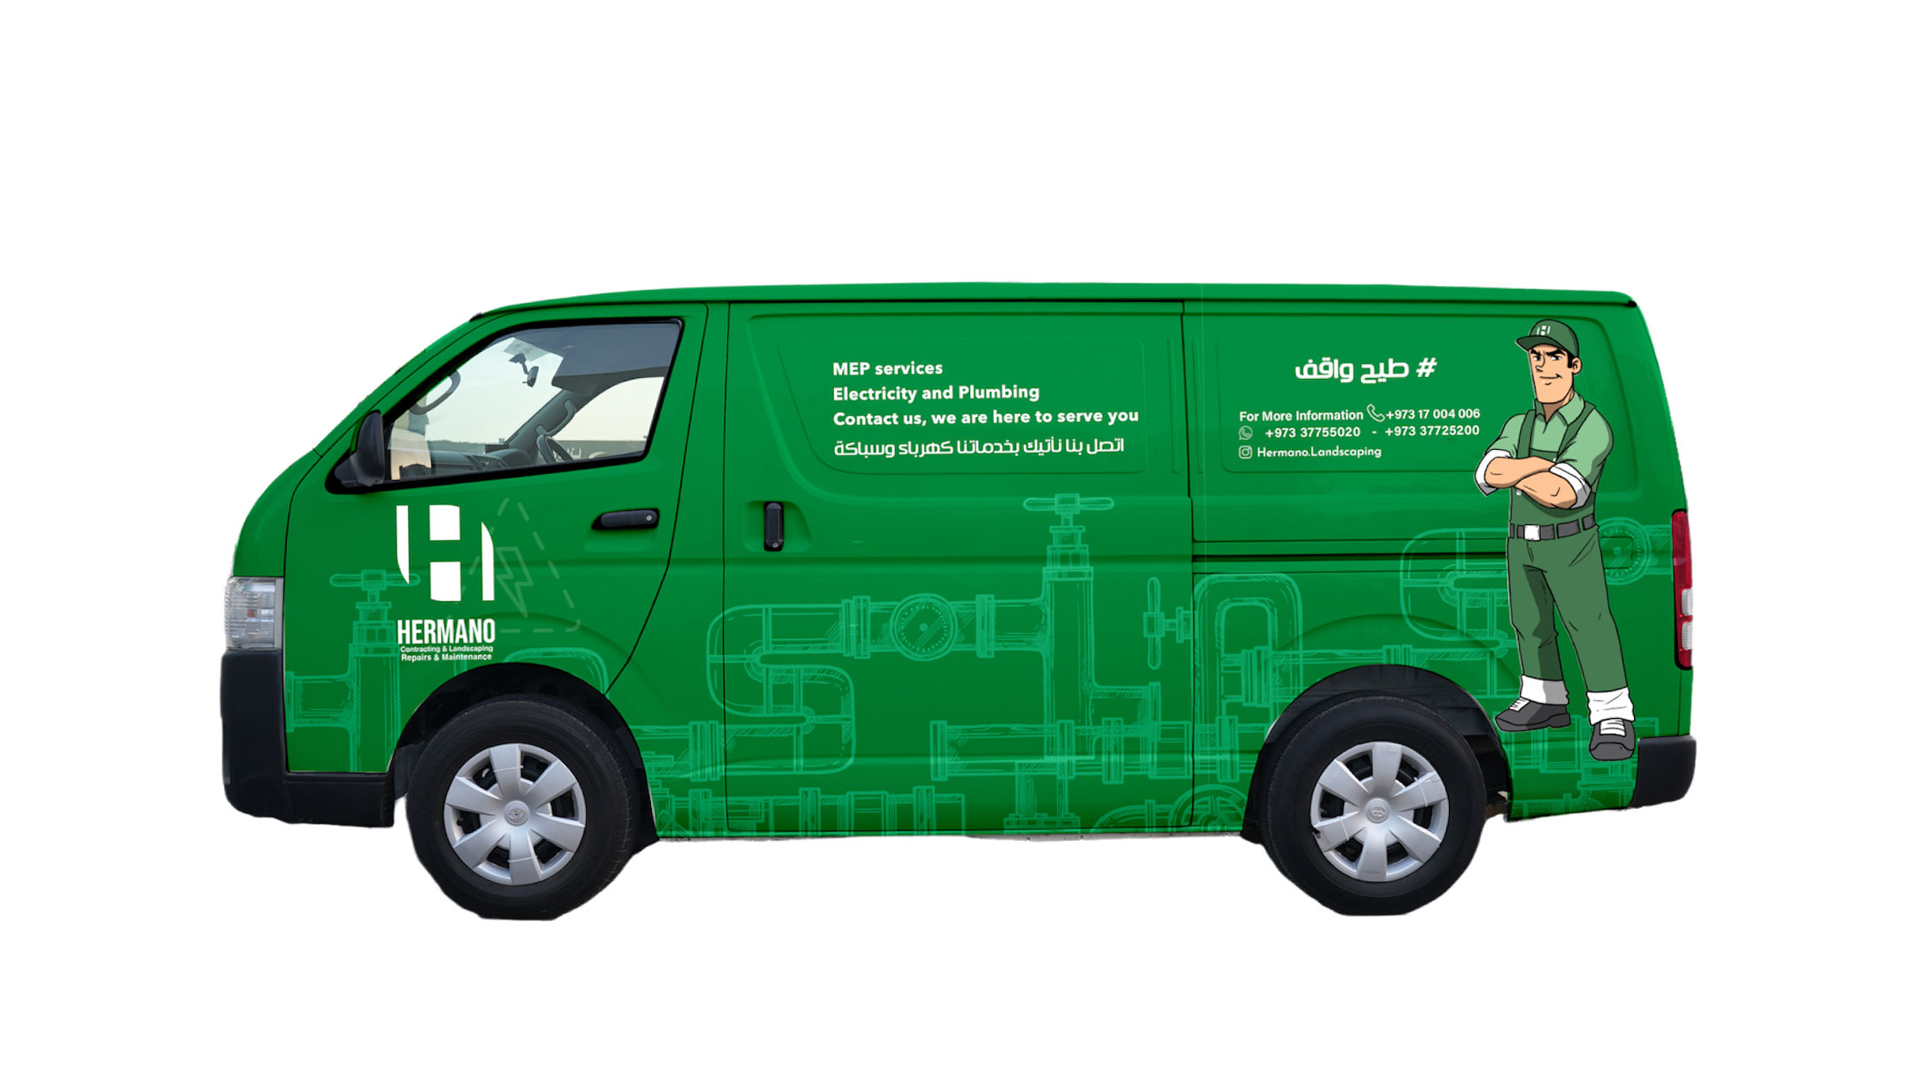 MEP services
Electricity and Plumbing
Contact us, we are here to serve you
اتصل بنا نأتيك بخدماتنا كهرباء وسباكة
# طيح واقف
For More Information +973 17 004 006
+973 37755020 - +973 37725200
Hermano.Landscaping
H
H
HERMANO
Contracting & Landscaping
Repairs & Maintenance